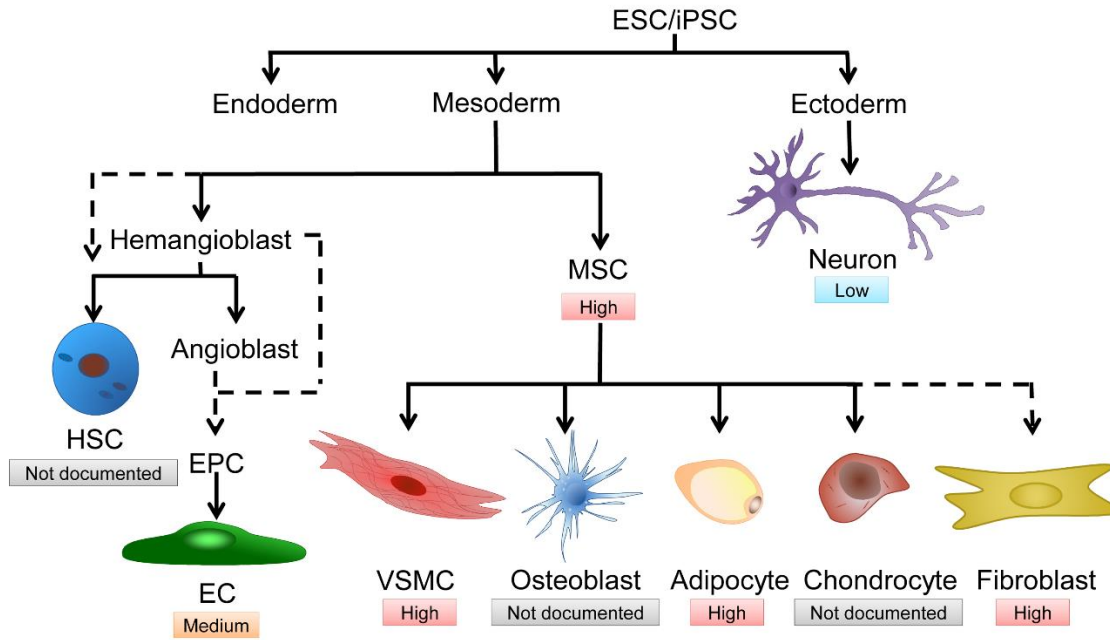 ESC/iPSC
Endoderm
Mesoderm
Ectoderm
Hemangioblast
MSC
High
Neuron
Low
Angioblast
HSC
Not documented
EPC
EC
Medium
VSMC
High
Osteoblast
Not documented
Adipocyte
High
Chondrocyte
Not documented
Fibroblast
High